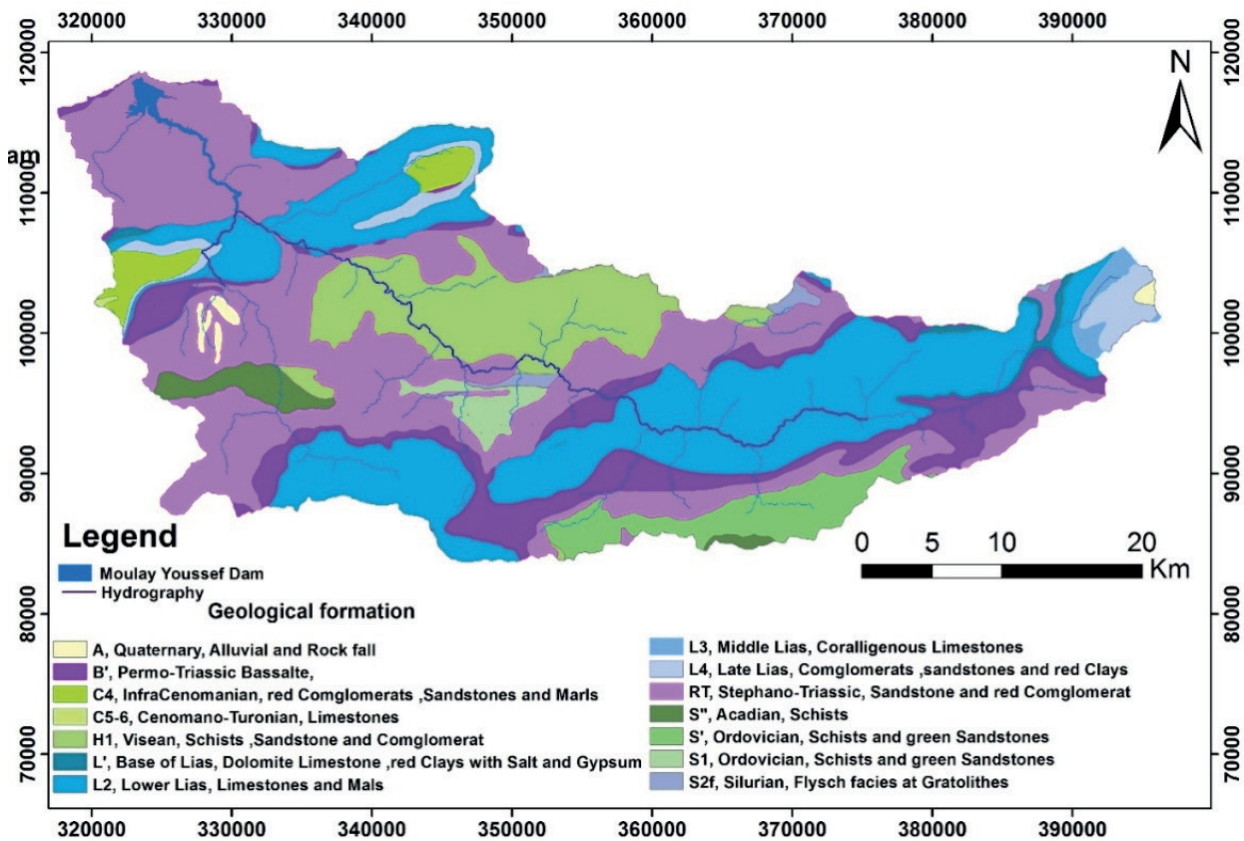 320000 330000 340000 350000 360000 370000 380000 390000
120000 120000
N
110000 110000
100000 100000
90000 90000
80000 80000
70000 70000
Legend
Moulay Youssef Dam
Hydrography
Geological formation
A, Quaternary, Alluvial and Rock fall
B', Permo-Triassic Bassalte,
C4, InfraCenomanian, red Comglomerats ,Sandstones and Marls
C5-6, Cenomano-Turonian, Limestones
H1, Visean, Schists ,Sandstone and Comglomerat
L', Base of Lias, Dolomite Limestone ,red Clays with Salt and Gypsum
L2, Lower Lias, Limestones and Mals
L3, Middle Lias, Coralligenous Limestones
L4, Late Lias, Comglomerats ,sandstones and red Clays
RT, Stephano-Triassic, Sandstone and red Comglomerat
S", Acadian, Schists
S', Ordovician, Schists and green Sandstones
S1, Ordovician, Schists and green Sandstones
S2f, Silurian, Flysch facies at Gratolithes
0 5 10 20
Km
320000 330000 340000 350000 360000 370000 380000 390000